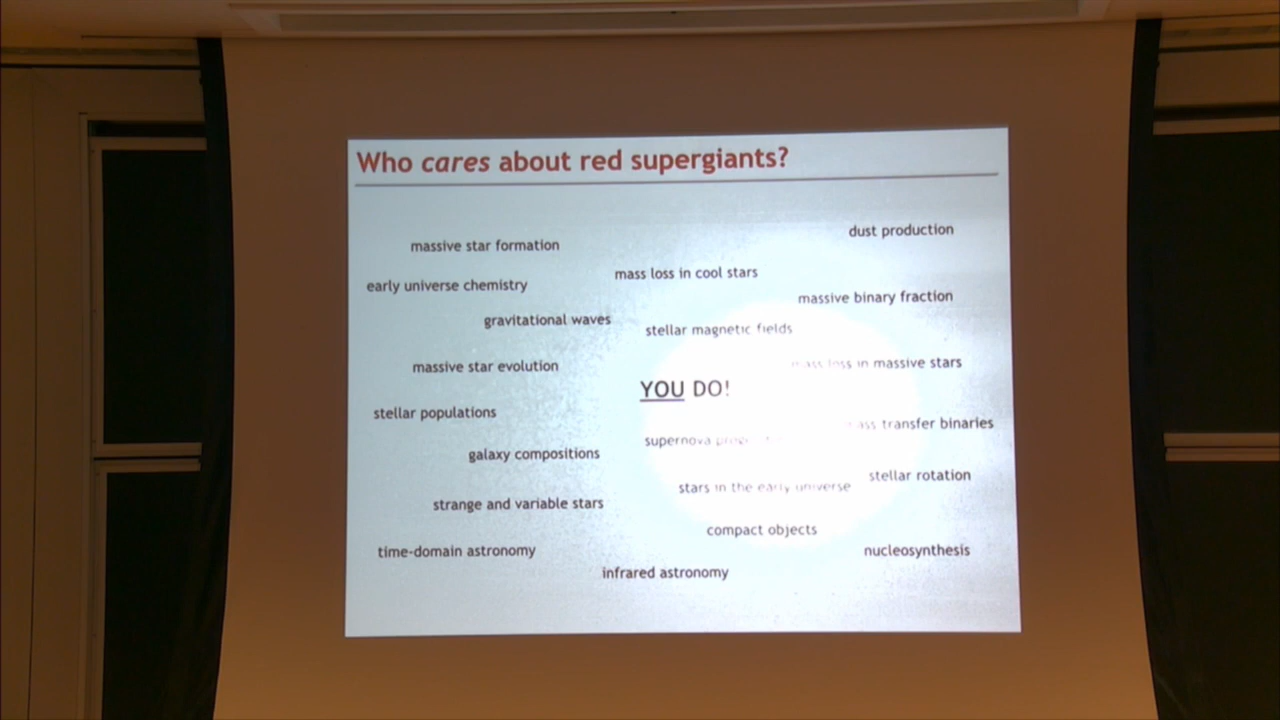 Who cares about red supergiants?
dust production
massive star formation
mass loss in cool stars
early universe chemistry
massive binary fraction
gravitational waves
stellar magnetic fields
massive star evolution
mass loss in massive stars
YOU DO!
stellar populations
transfer binaries
supernova
galaxy compositions
stellar rotation
stars in the early universe
strange and variable stars
compact objects
time-domain astronomy
nucleosynthesis
infrared astronomy